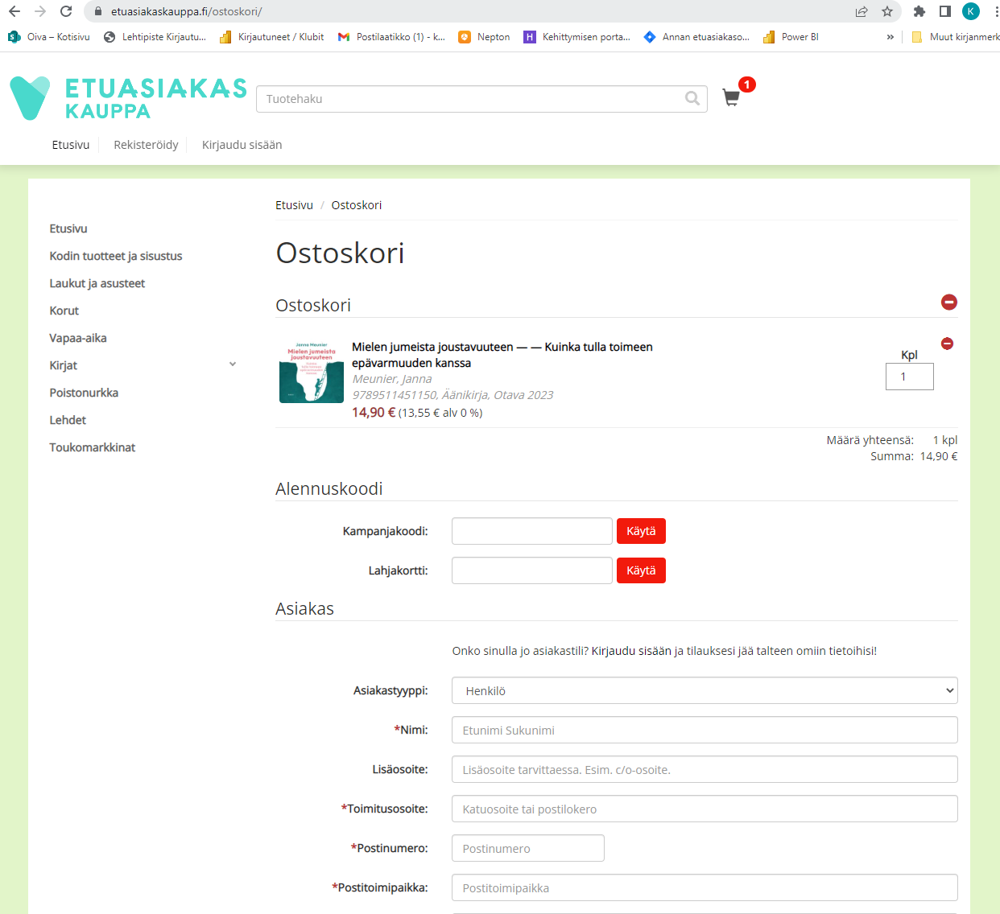 etuasiakaskauppa.fi/ostoskori/
K
Oiva – Kotisivu
Lehtipiste Kirjautu...
Kirjautuneet / Klubit
Postilaatikko (1) - k...
Nepton
H
Kehittymisen porta...
Annan etuasiakaso...
Power BI
»
Muut kirjanmerk
ETUASIAKAS
KAUPPA
Tuotehaku
1
Etusivu
Rekisteröidy
Kirjaudu sisään
Etusivu
Kodin tuotteet ja sisustus
Laukut ja asusteet
Korut
Vapaa-aika
Kirjat
Poistonurkka
Lehdet
Toukomarkkinat
Etusivu / Ostoskori
Ostoskori
Ostoskori
Janna Meunier
Mielen jumeista
joustavuuteen
Mielen jumeista joustavuuteen — — Kuinka tulla toimeen
epävarmuuden kanssa
Meunier, Janna
9789511451150, Äänikirja, Otava 2023
14,90 € (13,55 € alv 0 %)
Kpl
1
Määrä yhteensä: 1 kpl
Summa: 14,90 €
Alennuskoodi
Kampanjakoodi:
Käytä
Lahjakortti:
Käytä
Asiakas
Onko sinulla jo asiakastili? Kirjaudu sisään ja tilauksesi jää talteen omiin tietoihisi!
Asiakastyyppi:
Henkilö
*Nimi:
Etunimi Sukunimi
Lisäosoite:
Lisäosoite tarvittaessa. Esim. c/o-osoite.
*Toimitusosoite:
Katuosoite tai postilokero
*Postinumero:
Postinumero
*Postitoimipaikka:
Postitoimipaikka